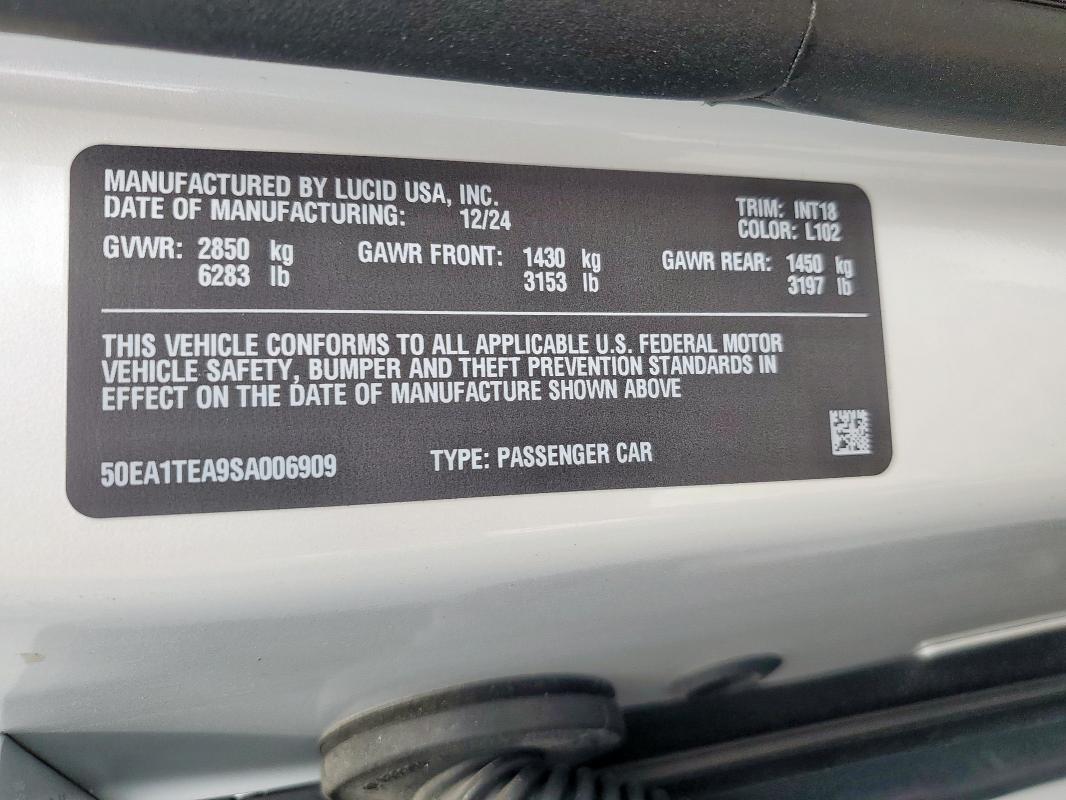 MANUFACTURED BY LUCID USA, INC.
DATE OF MANUFACTURING: 12/24
TRIM: INT18
COLOR: L102
GVWR: 2850 kg GAWR FRONT: 1430 kg GAWR REAR: 1450 kg
6283 lb 3153 lb 3197 lb
THIS VEHICLE CONFORMS TO ALL APPLICABLE U.S. FEDERAL MOTOR
VEHICLE SAFETY, BUMPER AND THEFT PREVENTION STANDARDS IN
EFFECT ON THE DATE OF MANUFACTURE SHOWN ABOVE
50EA1TEA9SA006909 TYPE: PASSENGER CAR